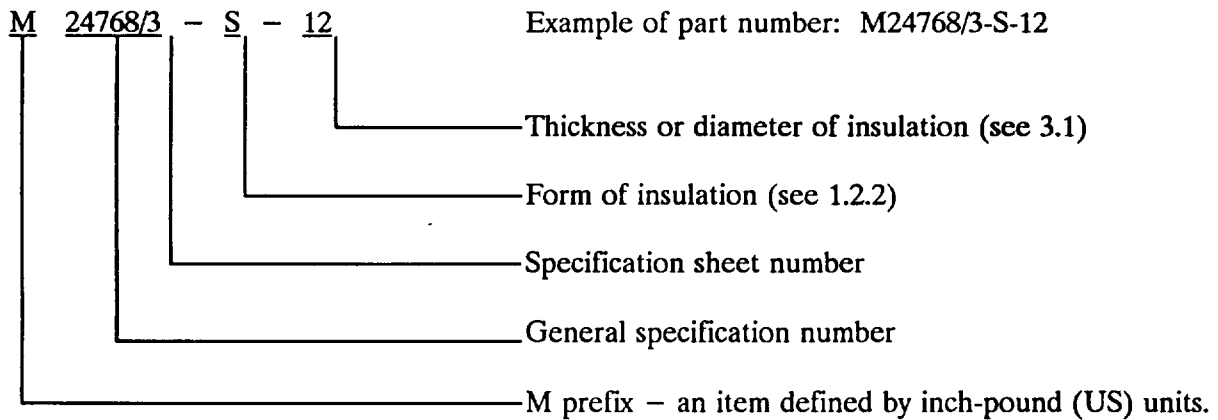 M 24768/3 – S – 12 Example of part number: M24768/3-S-12
Thickness or diameter of insulation (see 3.1)
Form of insulation (see 1.2.2)
Specification sheet number
General specification number
M prefix – an item defined by inch-pound (US) units.